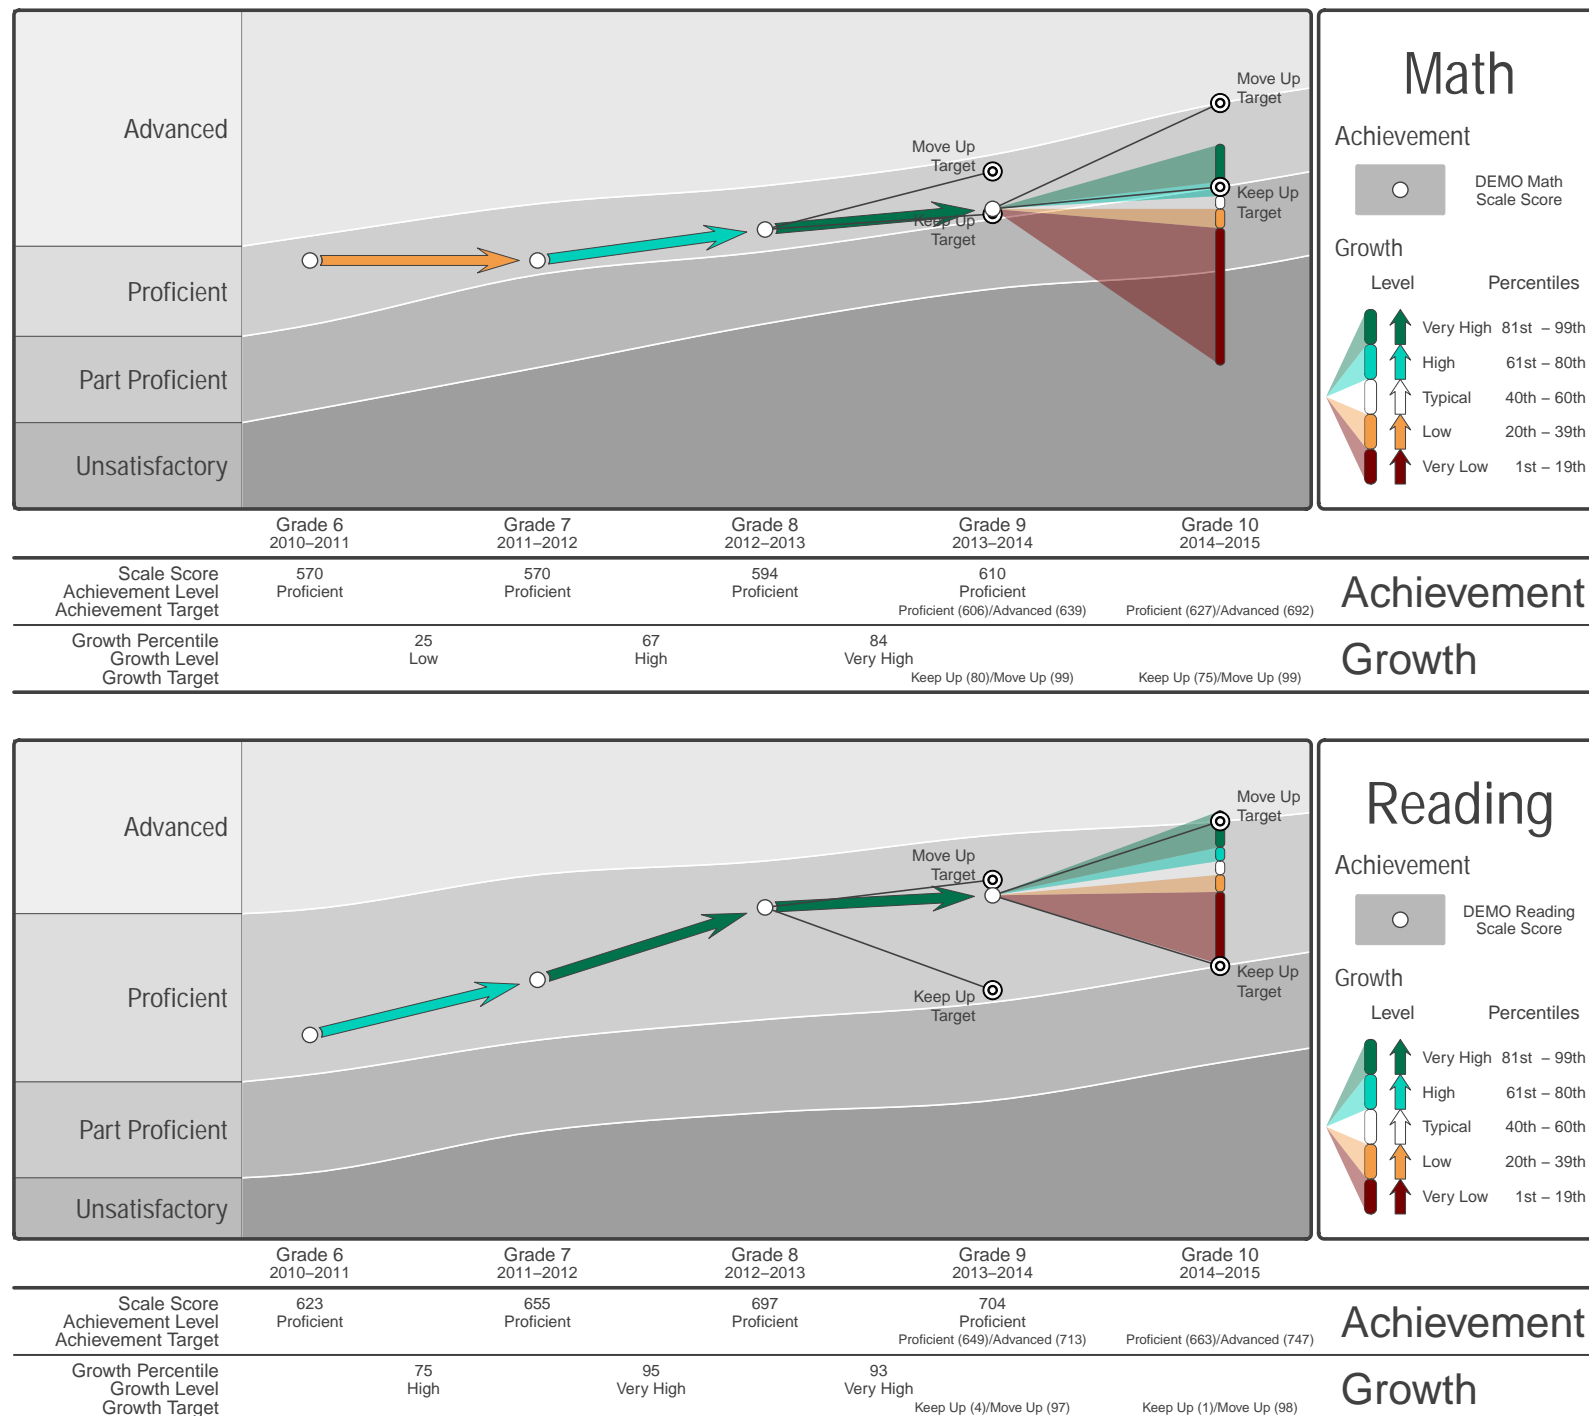 Math
Advanced
Proficient
Part Proficient
Unsatisfactory
Move Up
Target
Keep Up
Target
Move Up
Target
Keep Up
Target
Achievement
DEMO Math
Scale Score
Growth
Level Percentiles
Very High 81st – 99th
High 61st – 80th
Typical 40th – 60th
Low 20th – 39th
Very Low 1st – 19th
Grade 6 Grade 7 Grade 8 Grade 9 Grade 10
2010–2011 2011–2012 2012–2013 2013–2014 2014–2015
Scale Score 570 570 594 610
Achievement Level Proficient Proficient Proficient Proficient
Achievement Target Proficient (606)/Advanced (639) Proficient (627)/Advanced (692)
Achievement
Growth Percentile 25 67 84
Growth Level Low High Very High
Growth Target Keep Up (80)/Move Up (99) Keep Up (75)/Move Up (99)
Growth
Reading
Advanced
Proficient
Part Proficient
Unsatisfactory
Move Up
Target
Keep Up
Target
Move Up
Target
Keep Up
Target
Achievement
DEMO Reading
Scale Score
Growth
Level Percentiles
Very High 81st – 99th
High 61st – 80th
Typical 40th – 60th
Low 20th – 39th
Very Low 1st – 19th
Grade 6 Grade 7 Grade 8 Grade 9 Grade 10
2010–2011 2011–2012 2012–2013 2013–2014 2014–2015
Scale Score 623 655 697 704
Achievement Level Proficient Proficient Proficient Proficient
Achievement Target Proficient (649)/Advanced (713) Proficient (663)/Advanced (747)
Achievement
Growth Percentile 75 95 93
Growth Level High Very High Very High
Growth Target Keep Up (4)/Move Up (97) Keep Up (1)/Move Up (98)
Growth